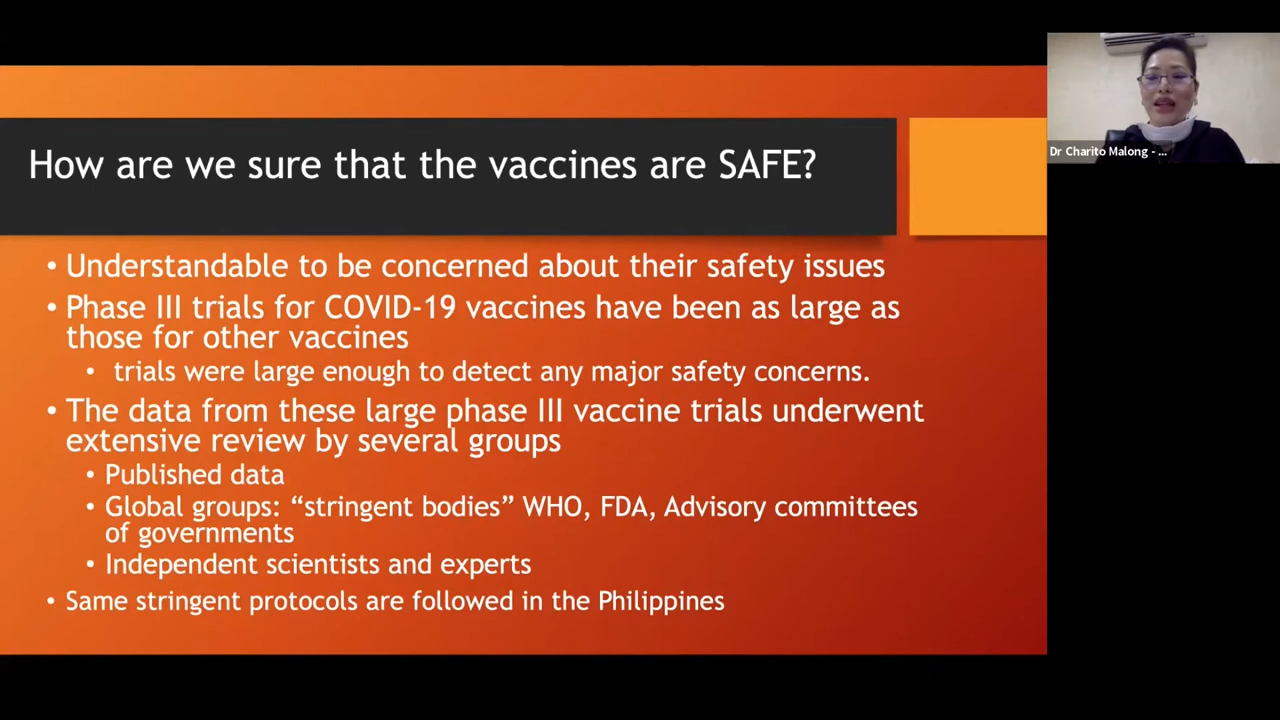 How are we sure that the vaccines are SAFE?
Dr Charito Malong - ...
• Understandable to be concerned about their safety issues
• Phase III trials for COVID-19 vaccines have been as large as
those for other vaccines
• trials were large enough to detect any major safety concerns.
• The data from these large phase III vaccine trials underwent
extensive review by several groups
• Published data
• Global groups: “stringent bodies” WHO, FDA, Advisory committees
of governments
• Independent scientists and experts
• Same stringent protocols are followed in the Philippines